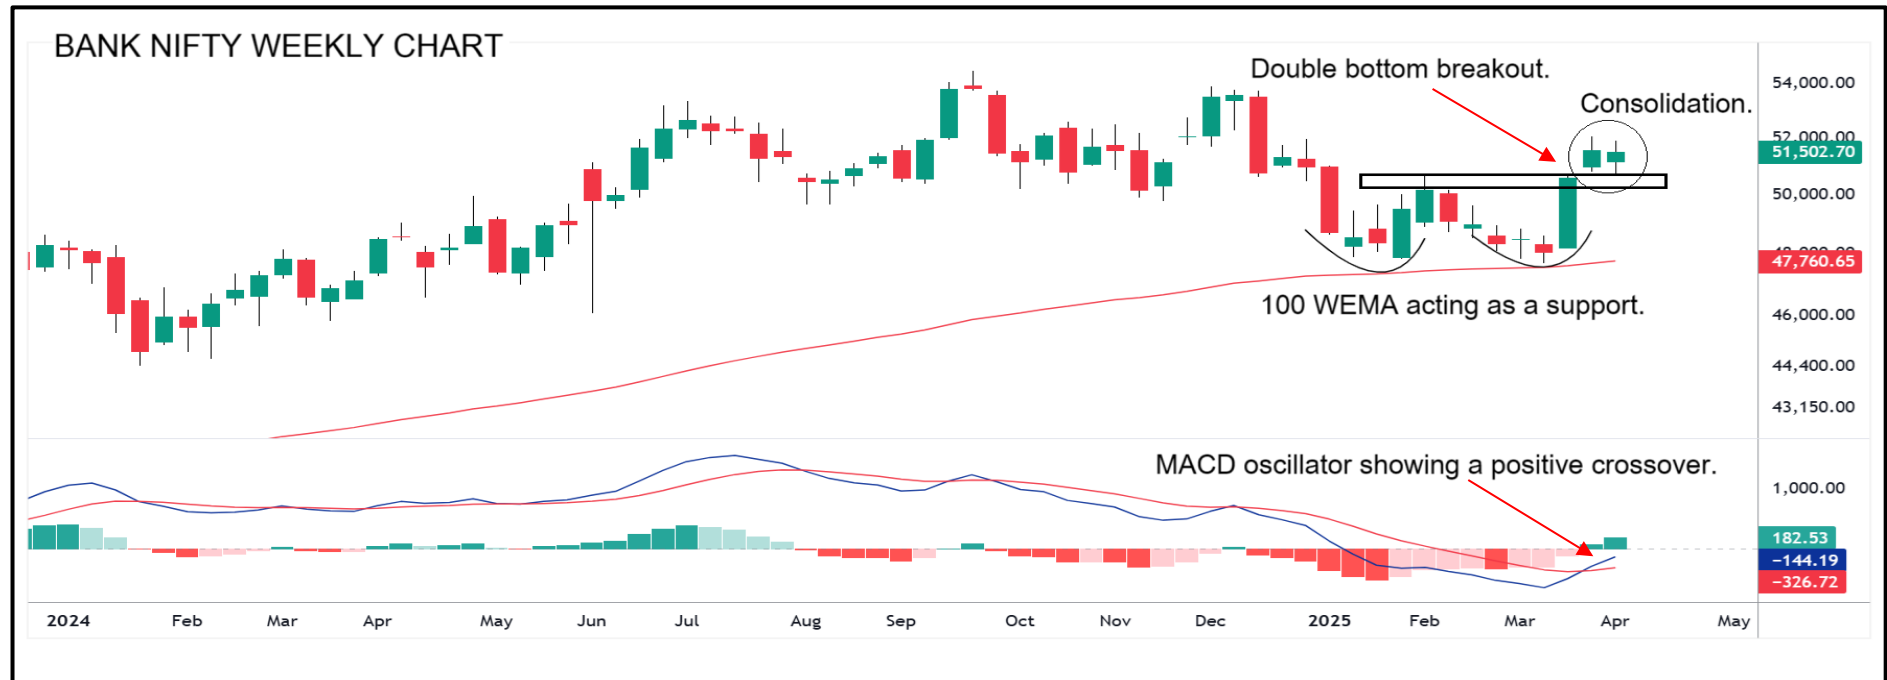 BANK NIFTY WEEKLY CHART
Double bottom breakout.
Consolidation.
54,000.00
52,000.00
51,502.70
50,000.00
47,760.65
100 WEMA acting as a support.
46,000.00
44,400.00
43,150.00
MACD oscillator showing a positive crossover.
1,000.00
182.53
−144.19
−326.72
2024 Feb Mar Apr May Jun Jul Aug Sep Oct Nov Dec 2025 Feb Mar Apr May